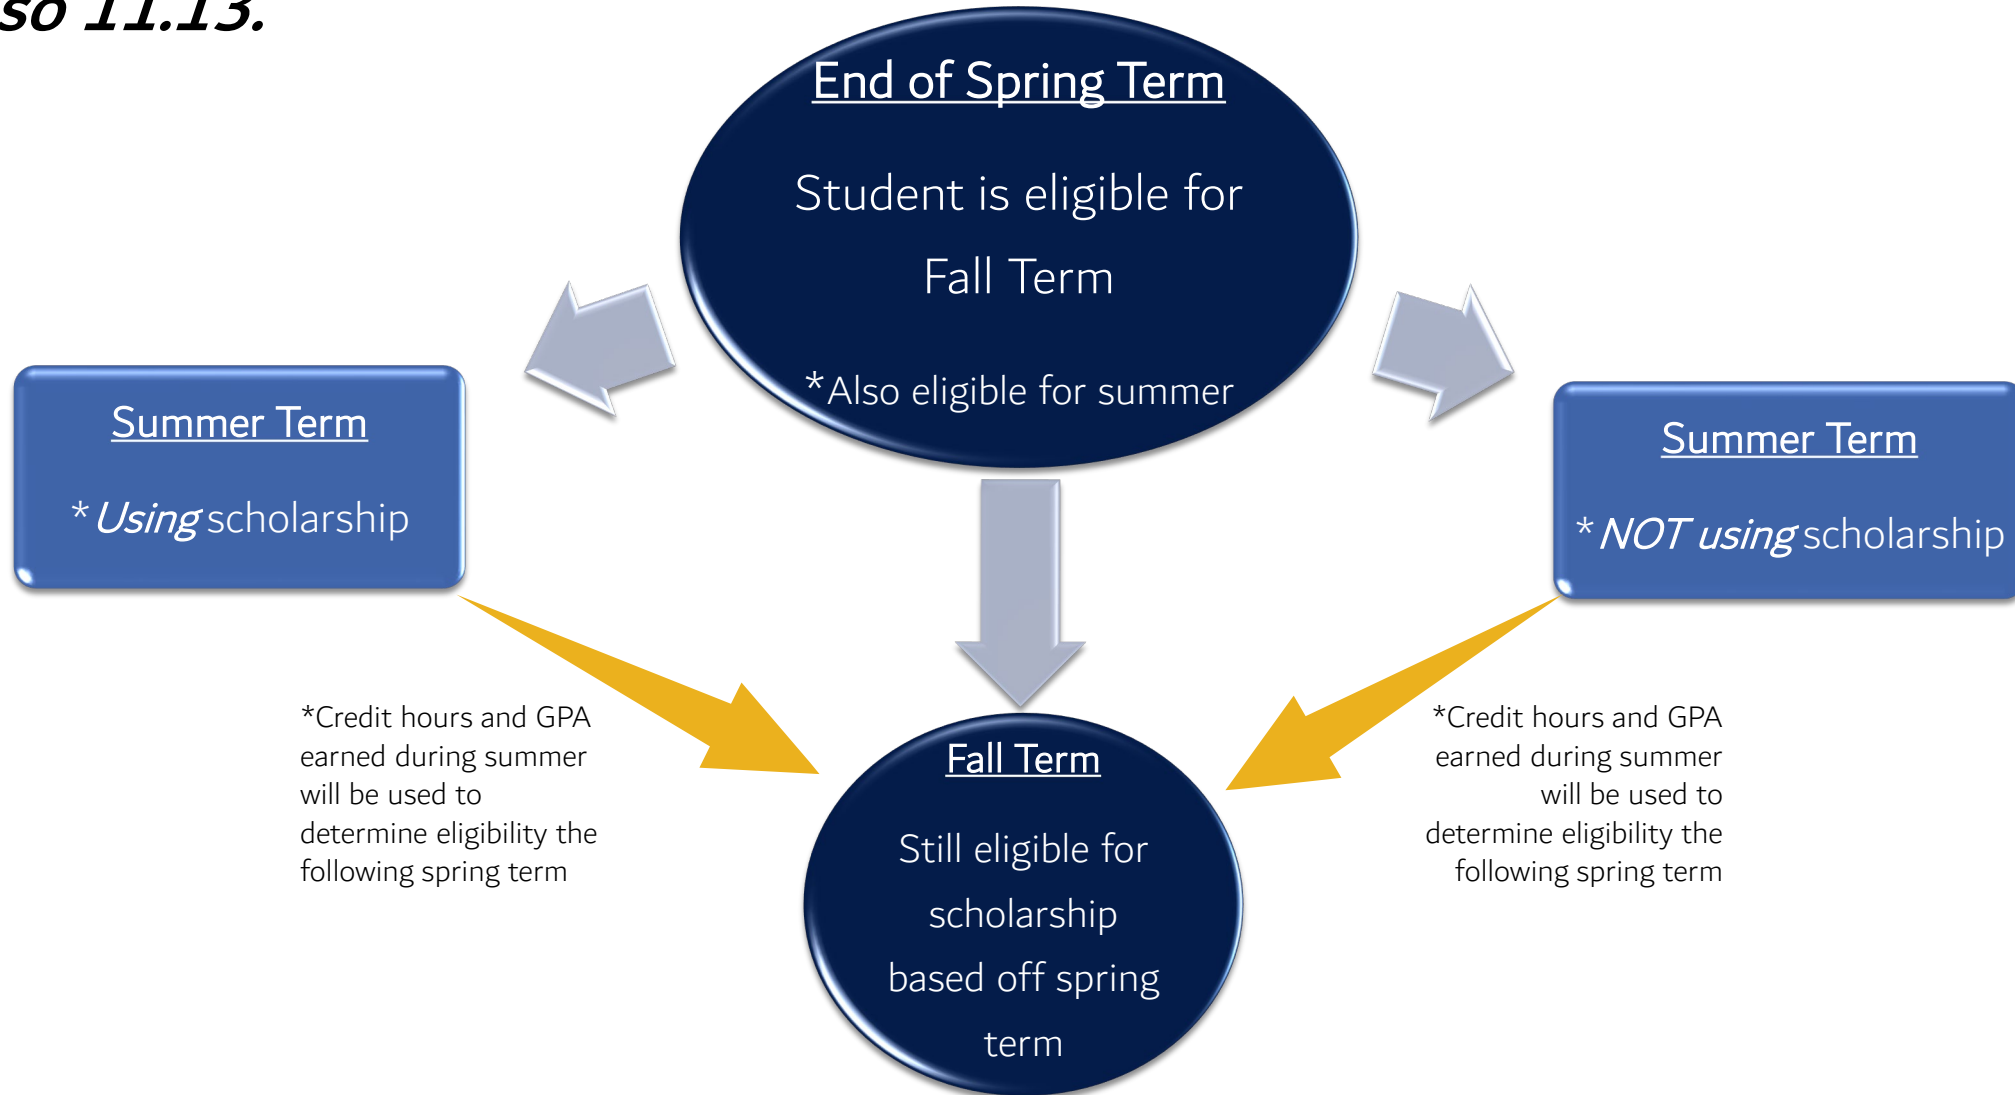 so 11.13.
End of Spring Term
Student is eligible for
Fall Term
*Also eligible for summer
Summer Term
*Using scholarship
Summer Term
*NOT using scholarship
*Credit hours and GPA
earned during summer
will be used to
determine eligibility the
following spring term
*Credit hours and GPA
earned during summer
will be used to
determine eligibility the
following spring term
Fall Term
Still eligible for
scholarship
based off spring
term